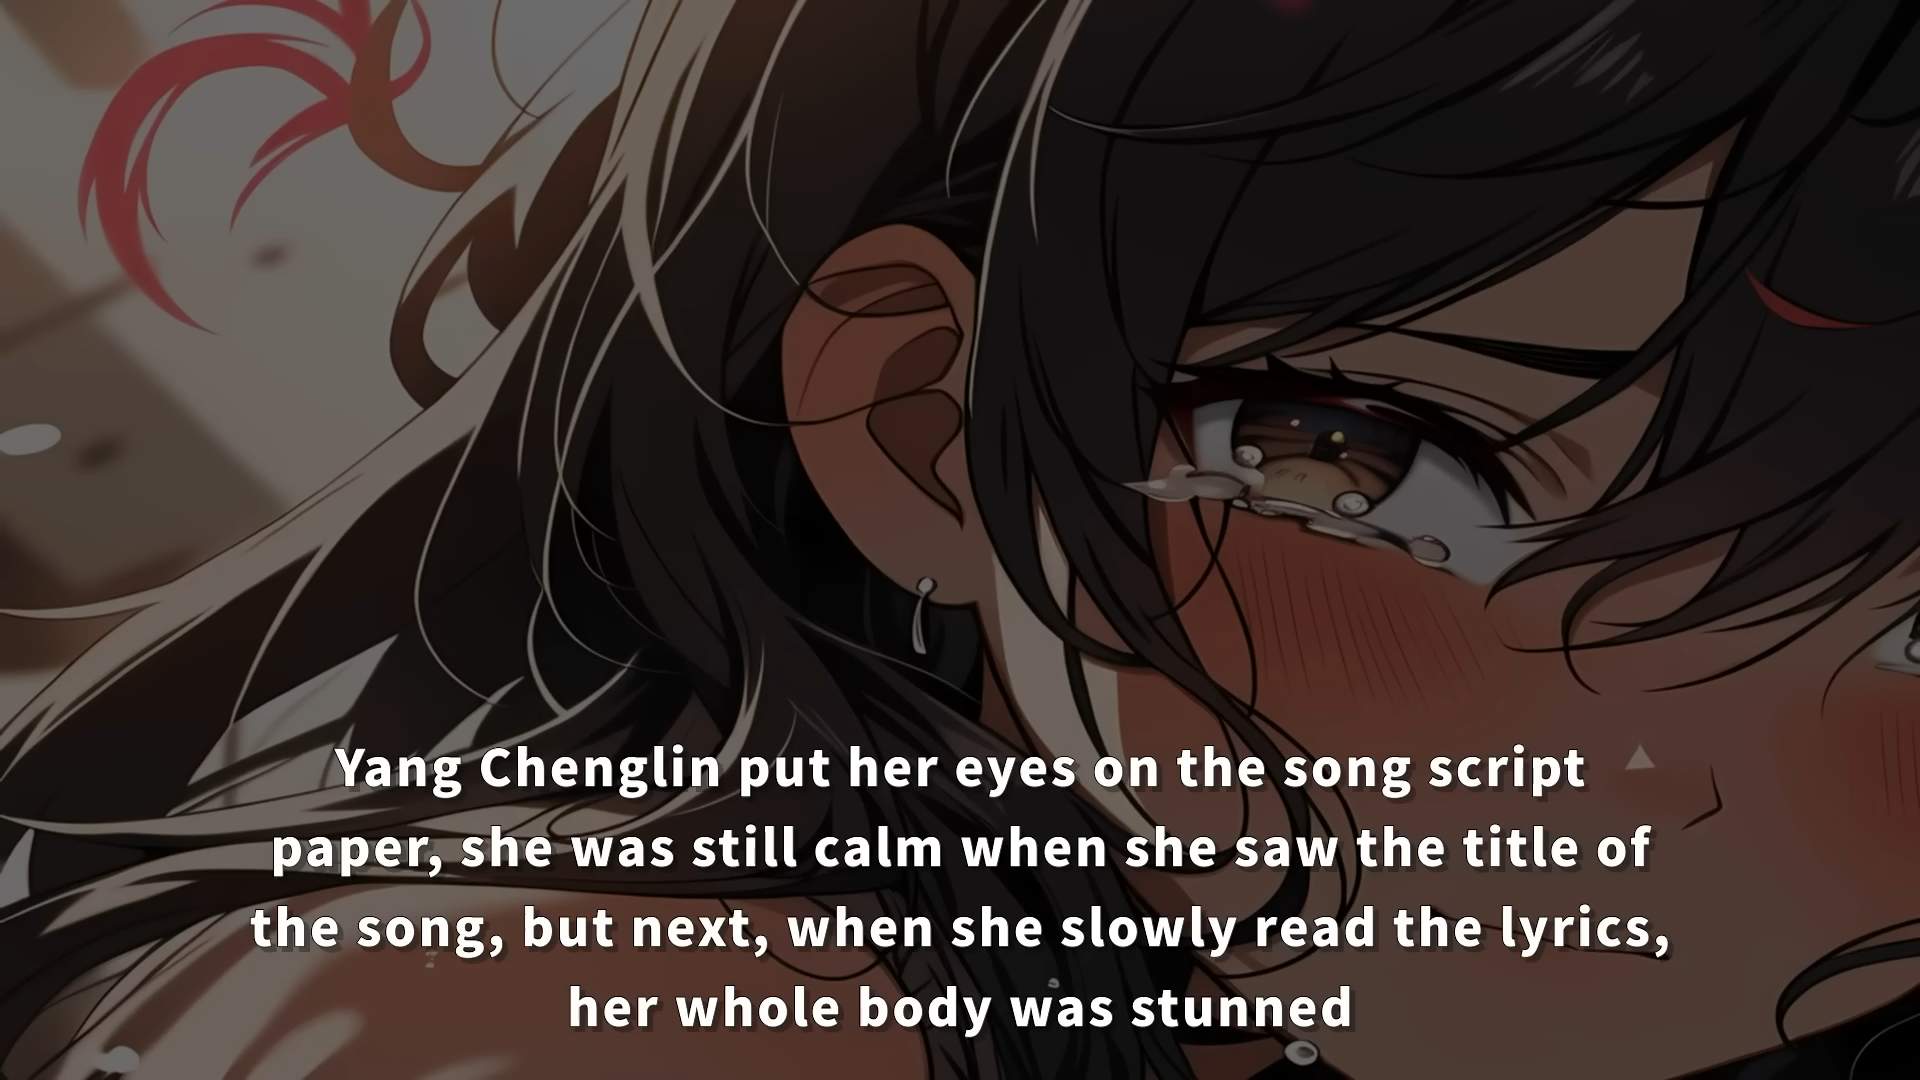 Yang Chenglin put her eyes on the song script
paper, she was still calm when she saw the title of
the song, but next, when she slowly read the lyrics,
her whole body was stunned